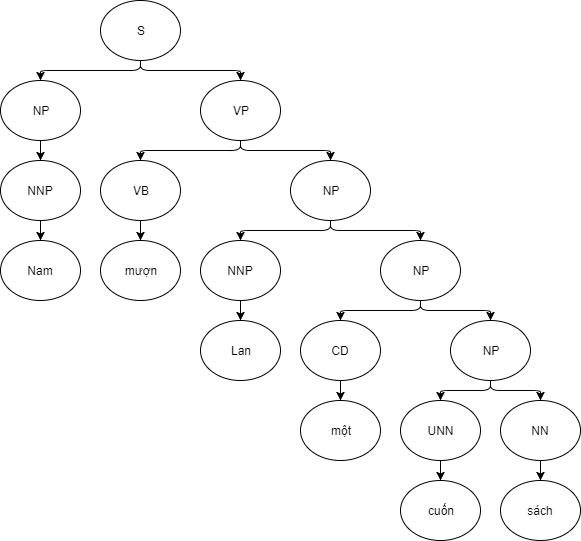 S
NP VP
NNP VB NP
Nam mượn NNP NP
Lan CD NP
một UNN NN
cuốn sách